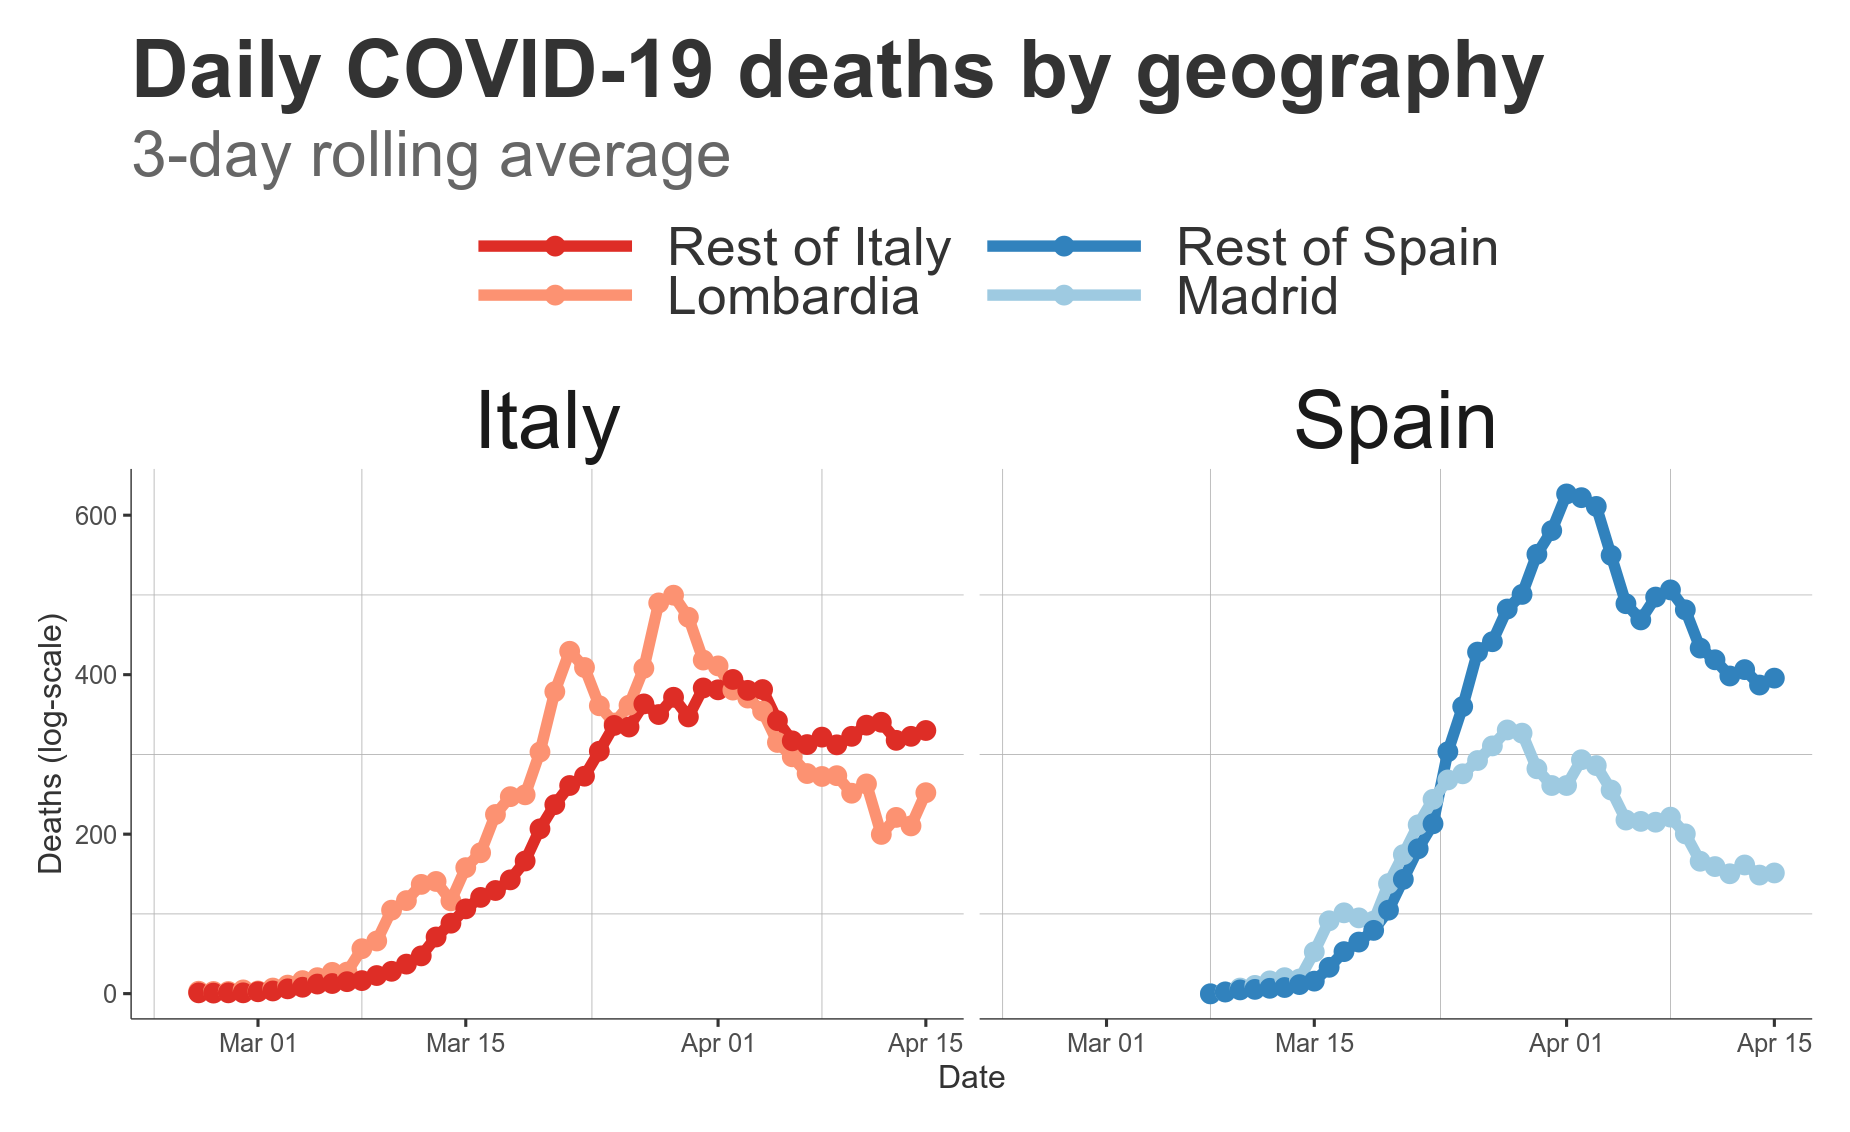 Daily COVID-19 deaths by geography
3-day rolling average
Rest of Italy
Rest of Spain
Lombardia
Madrid
Italy
Spain
Deaths (log-scale)
600
400
200
0
Mar 01
Mar 15
Apr 01
Apr 15
Mar 01
Mar 15
Apr 01
Apr 15
Date